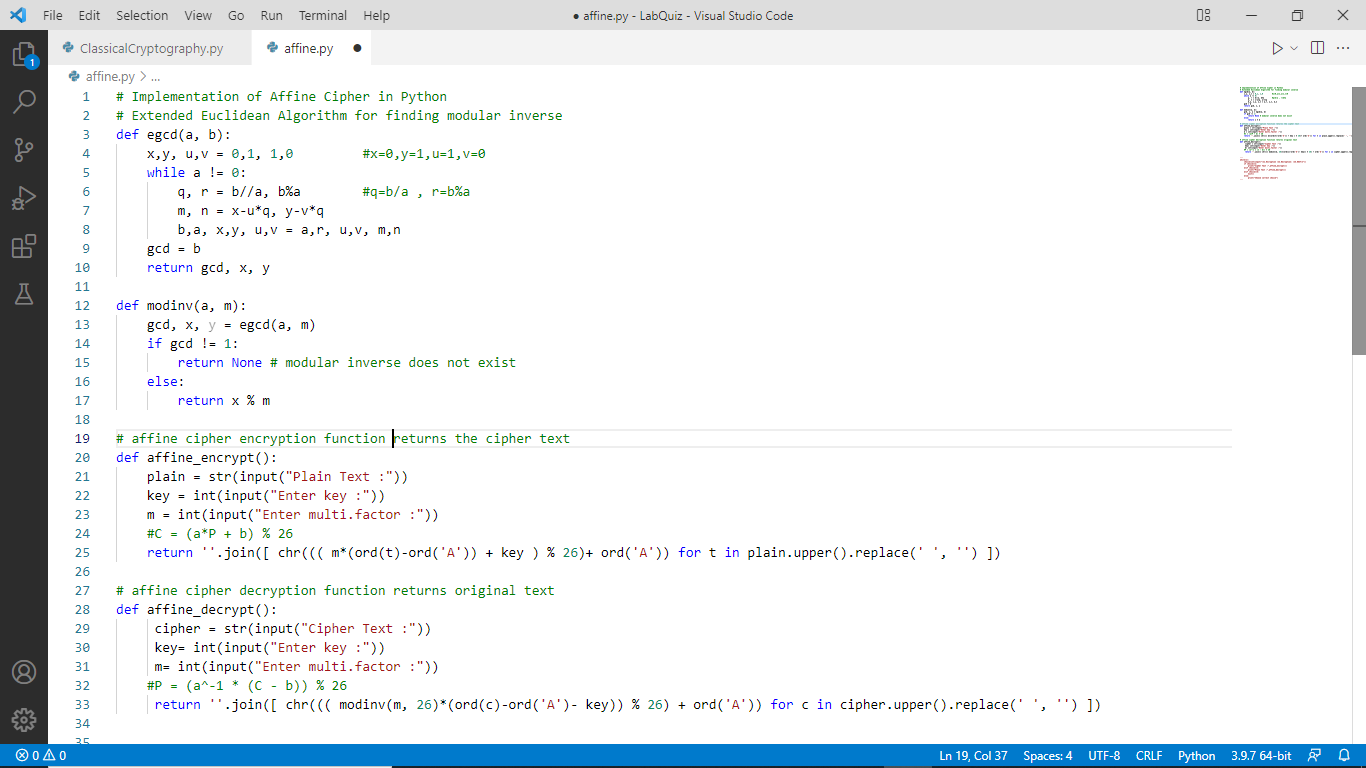 File Edit Selection View Go Run Terminal Help ● affine.py - LabQuiz - Visual Studio Code
ClassicalCryptography.py affine.py ●
affine.py > ...
1 # Implementation of Affine Cipher in Python
2 # Extended Euclidean Algorithm for finding modular inverse
3 def egcd(a, b):
4     x,y, u,v = 0,1, 1,0         #x=0,y=1,u=1,v=0
5     while a != 0:
6         q, r = b//a, b%a        #q=b/a , r=b%a
7         m, n = x-u*q, y-v*q
8         b,a, x,y, u,v = a,r, u,v, m,n
9     gcd = b
10     return gcd, x, y
11
12 def modinv(a, m):
13     gcd, x, y = egcd(a, m)
14     if gcd != 1:
15         return None # modular inverse does not exist
16     else:
17         return x % m
18
19 # affine cipher encryption function returns the cipher text
20 def affine_encrypt():
21     plain = str(input("Plain Text :"))
22     key = int(input("Enter key :"))
23     m = int(input("Enter multi.factor :"))
24     #C = (a*P + b) % 26
25     return ''.join([ chr((( m*(ord(t)-ord('A')) + key ) % 26)+ ord('A')) for t in plain.upper().replace(' ', '') ])
26
27 # affine cipher decryption function returns original text
28 def affine_decrypt():
29      cipher = str(input("Cipher Text :"))
30      key= int(input("Enter key :"))
31      m= int(input("Enter multi.factor :"))
32     #P = (a^-1 * (C - b)) % 26
33      return ''.join([ chr((( modinv(m, 26)*(ord(c)-ord('A')- key)) % 26) + ord('A')) for c in cipher.upper().replace(' ', '') ])
34
35
1
0 0 Ln 19, Col 37 Spaces: 4 UTF-8 CRLF Python 3.9.7 64-bit